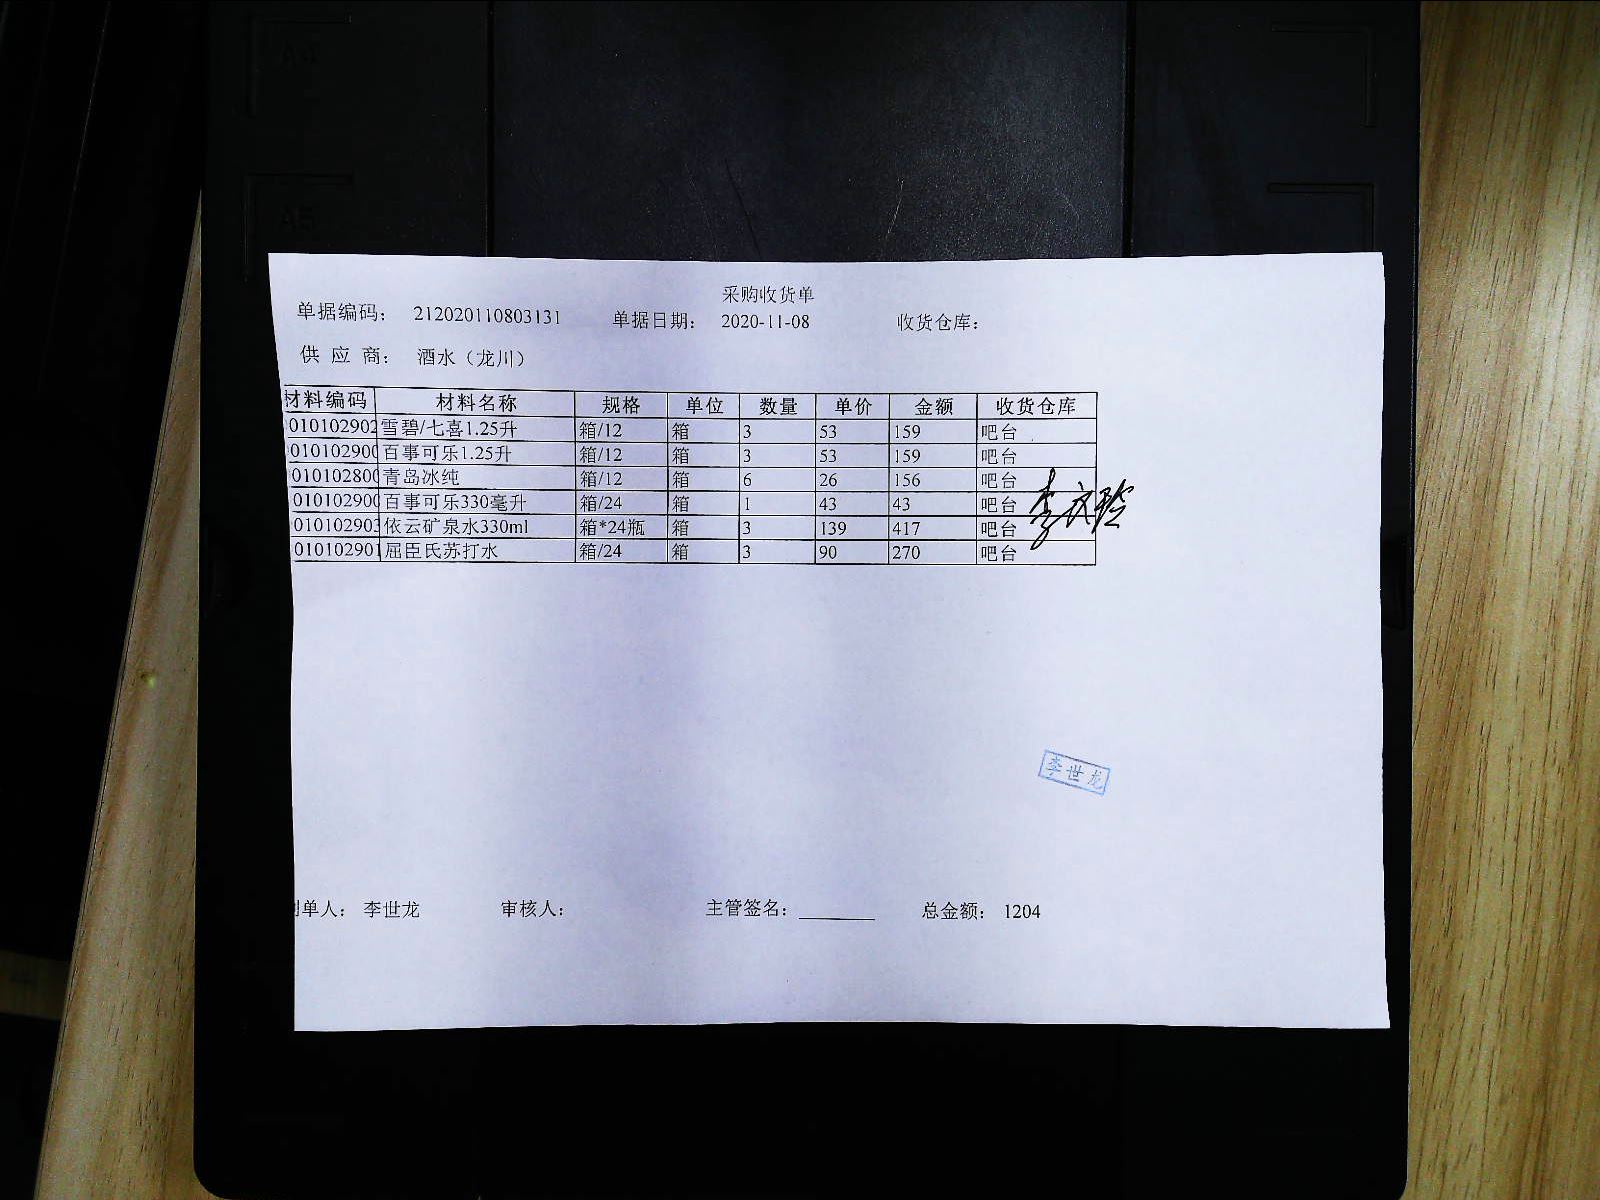 采购收货单
单据编码： 212020110803131 单据日期： 2020-11-08 收货仓库：
供 应 商： 酒水（龙川）
材料编码 材料名称 规格 单位 数量 单价 金额 收货仓库
010102902 雪碧/七喜1.25升 箱/12 箱 3 53 159 吧台
010102900 百事可乐1.25升 箱/12 箱 3 53 159 吧台
010102800 青岛冰纯 箱/12 箱 6 26 156 吧台
010102900 百事可乐330毫升 箱/24 箱 1 43 43 吧台
010102903 依云矿泉水330ml 箱*24瓶 箱 3 139 417 吧台
010102901 屈臣氏苏打水 箱/24 箱 3 90 270 吧台
李世龙
制单人： 李世龙 审核人： 主管签名： 总金额： 1204